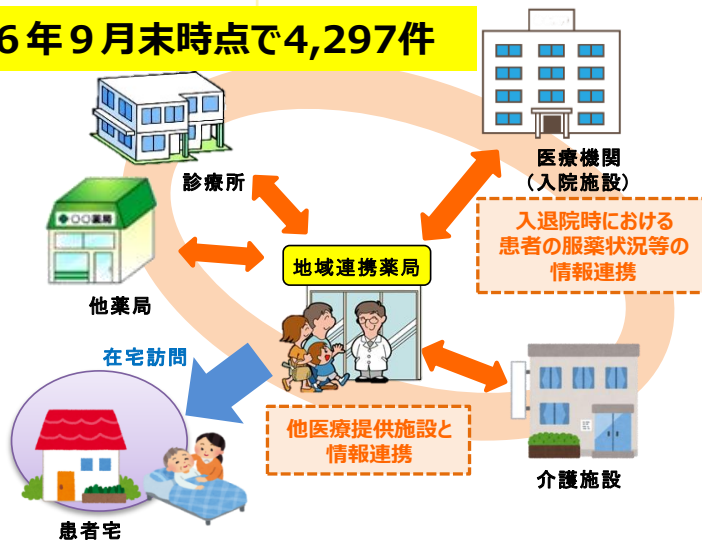 ６年９月末時点で4,297件
医療機関
（入院施設）
診療所
入退院時における
患者の服薬状況等の
情報連携
○○薬局
地域連携薬局
他薬局
在宅訪問
他医療提供施設と
情報連携
介護施設
患者宅